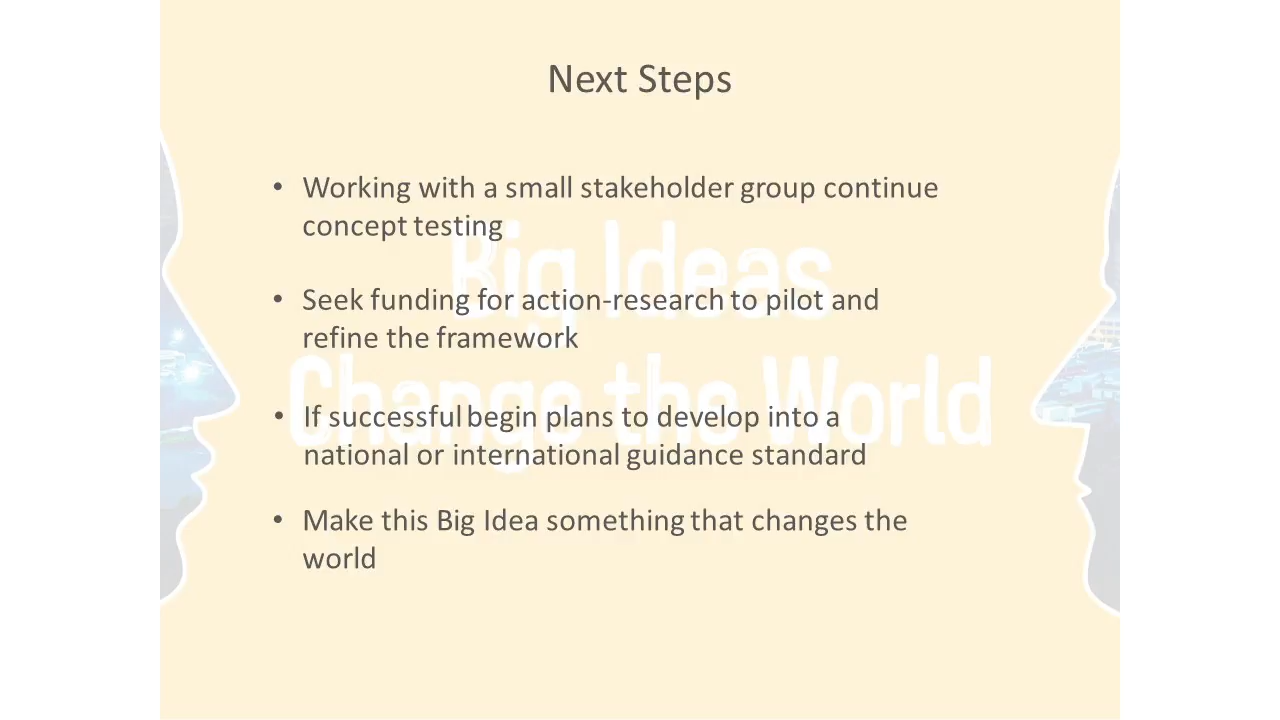 Next Steps
• Working with a small stakeholder group continue
concept testing
Big Ideas
• Seek funding for action-research to pilot and
refine the framework
Change the World
• If successful begin plans to develop into a
national or international guidance standard
• Make this Big Idea something that changes the
world